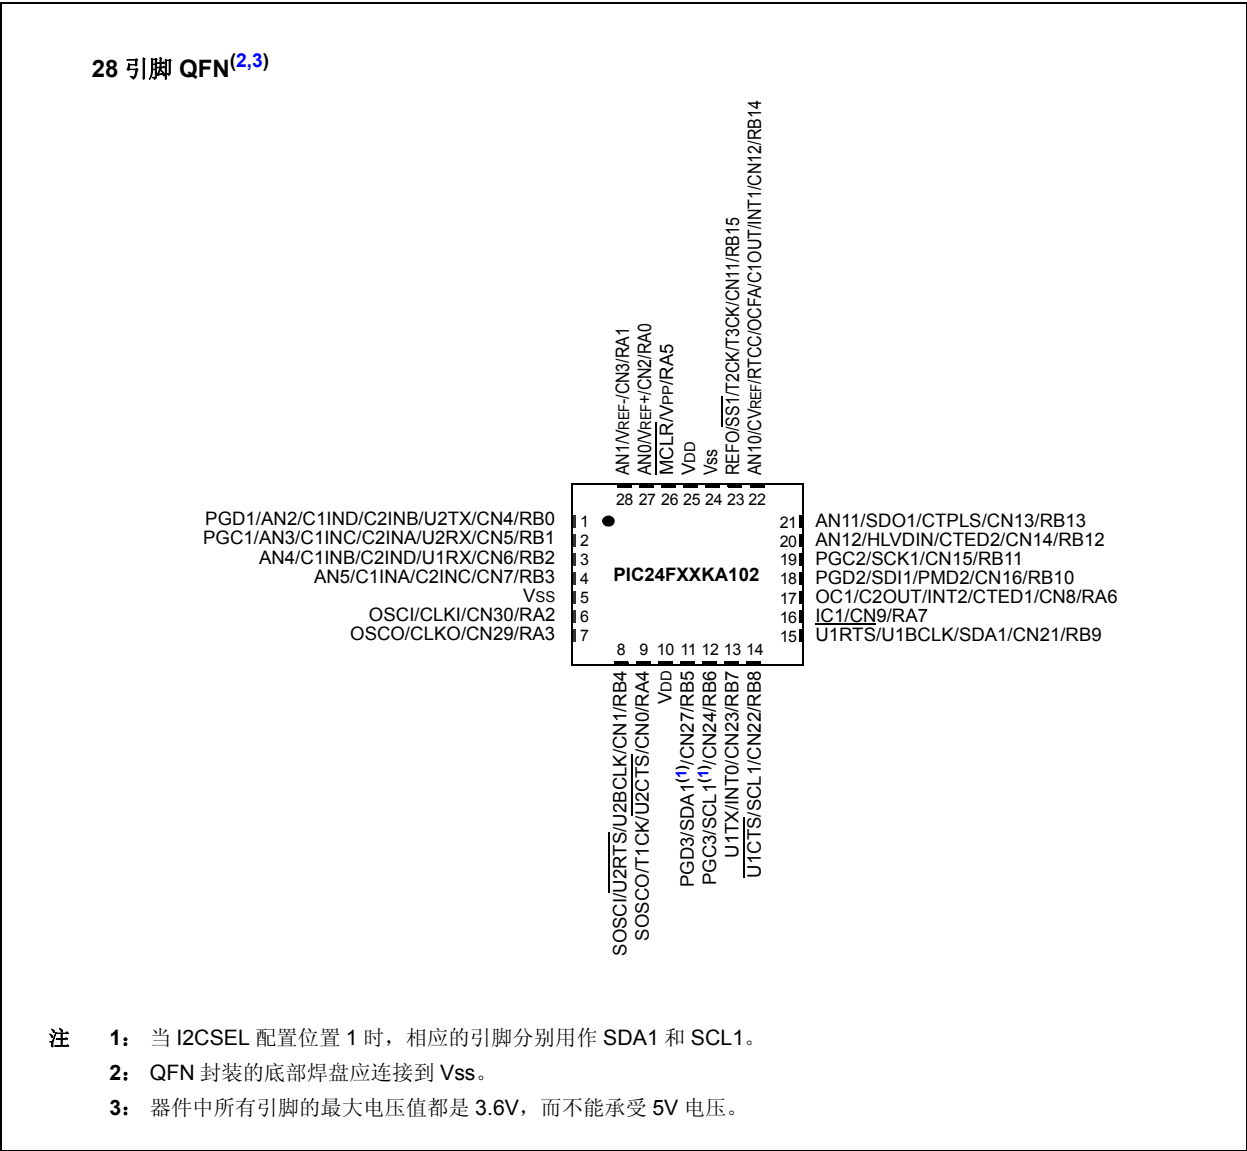 28 引脚 QFN(2,3)
AN1/VREF-/CN3/RA1
AN0/VREF+/CN2/RA0
MCLR/VPP/RA5
VDD
Vss
REFO/SS1/T2CK/T3CK/CN11/RB15
AN10/CVREF/RTCC/OCFA/C1OUT/INT1/CN12/RB14
28 27 26 25 24 23 22
PGD1/AN2/C1IND/C2INB/U2TX/CN4/RB0 1
PGC1/AN3/C1INC/C2INA/U2RX/CN5/RB1 2
AN4/C1INB/C2IND/U1RX/CN6/RB2 3
AN5/C1INA/C2INC/CN7/RB3 4
Vss 5
OSCI/CLKI/CN30/RA2 6
OSCO/CLKO/CN29/RA3 7
PIC24FXXKA102
21 AN11/SDO1/CTPLS/CN13/RB13
20 AN12/HLVDIN/CTED2/CN14/RB12
19 PGC2/SCK1/CN15/RB11
18 PGD2/SDI1/PMD2/CN16/RB10
17 OC1/C2OUT/INT2/CTED1/CN8/RA6
16 IC1/CN9/RA7
15 U1RTS/U1BCLK/SDA1/CN21/RB9
8 9 10 11 12 13 14
SOSCI/U2RTS/U2BCLK/CN1/RB4
SOSCO/T1CK/U2CTS/CN0/RA4
VDD
PGD3/SDA1(1)/CN27/RB5
PGC3/SCL1(1)/CN24/RB6
U1TX/INT0/CN23/RB7
U1CTS/SCL1/CN22/RB8
注 1： 当 I2CSEL 配置位置 1 时，相应的引脚分别用作 SDA1 和 SCL1。
2： QFN 封装的底部焊盘应连接到 Vss。
3： 器件中所有引脚的最大电压值都是 3.6V，而不能承受 5V 电压。